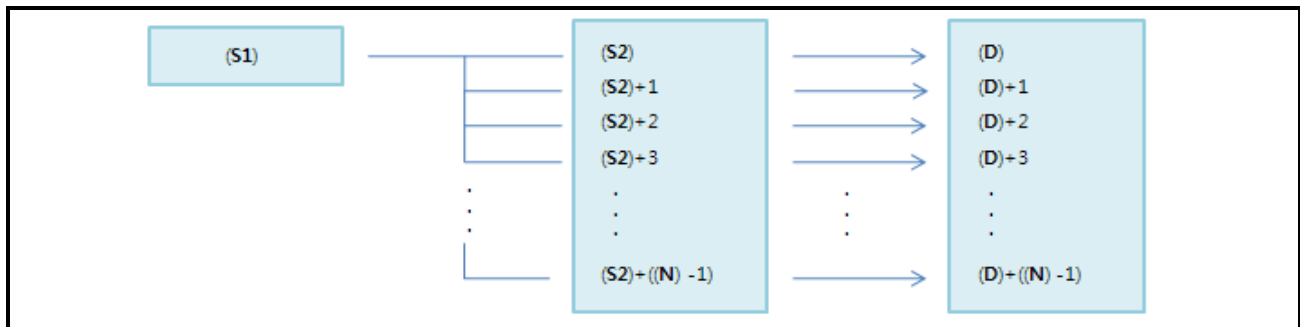 (S1) (S2) (D)
(S2)+1 (D)+1
(S2)+2 (D)+2
(S2)+3 (D)+3
. . . .
. . . .
. . . .
(S2)+((N) -1) (D)+((N) -1)